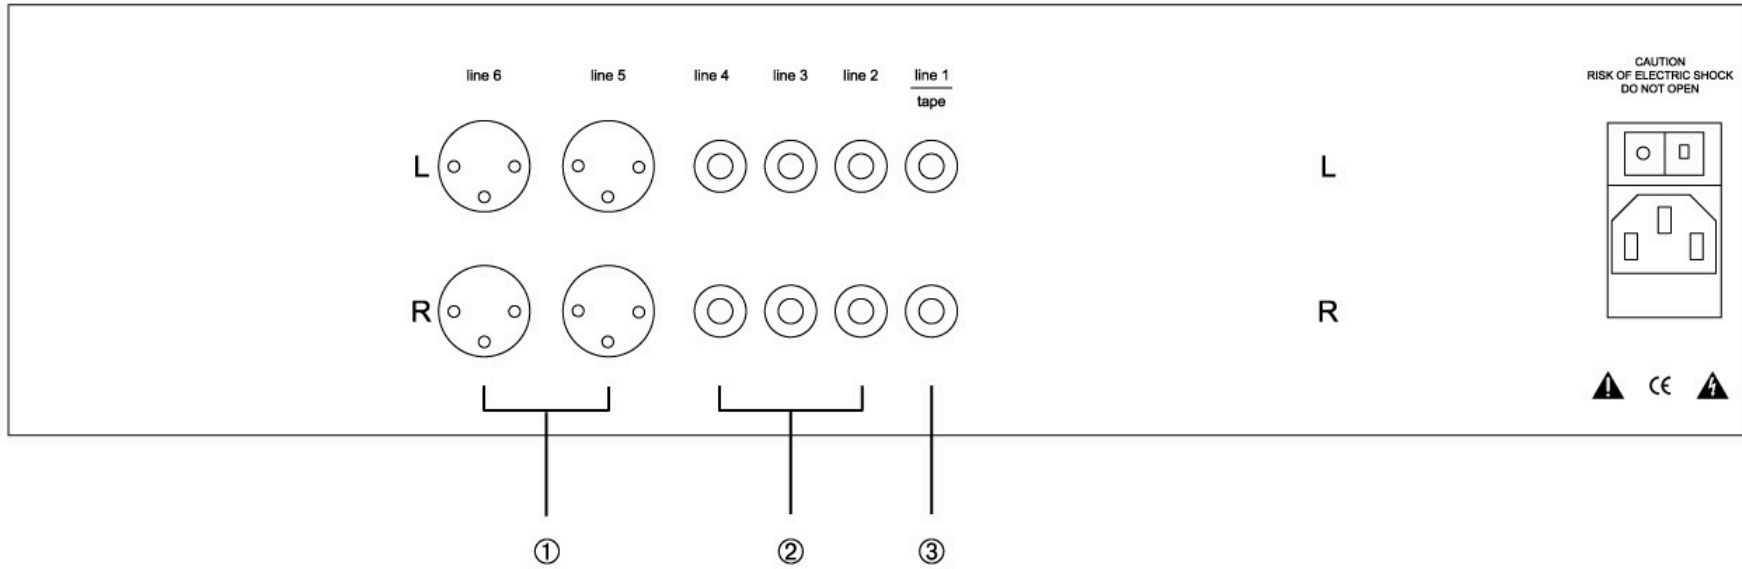 line 6 line 5 line 4 line 3 line 2 line 1
tape
CAUTION
RISK OF ELECTRIC SHOCK
DO NOT OPEN
L L
R R
CE
① ② ③